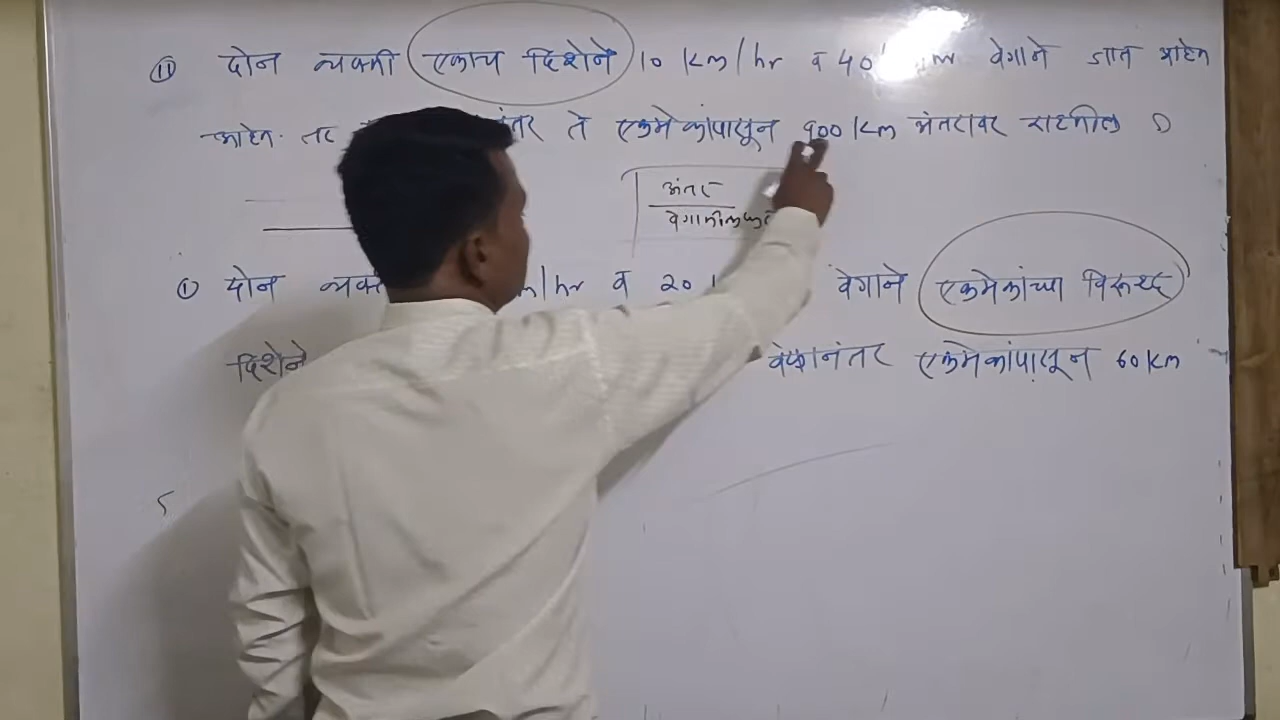 ⑪ दोन व्यक्ती एकाच दिशेने 10 km/hr व 40 वेगाने जात आहेत
आहेत. तर ते एकमेकांपासून 900 km अंतरावर राहतील
अंतर
① दोन /hr व 20 वेगाने एकमेकांच्या विरूध्द
दिशेने वेळानंतर एकमेकांपासून 60 km